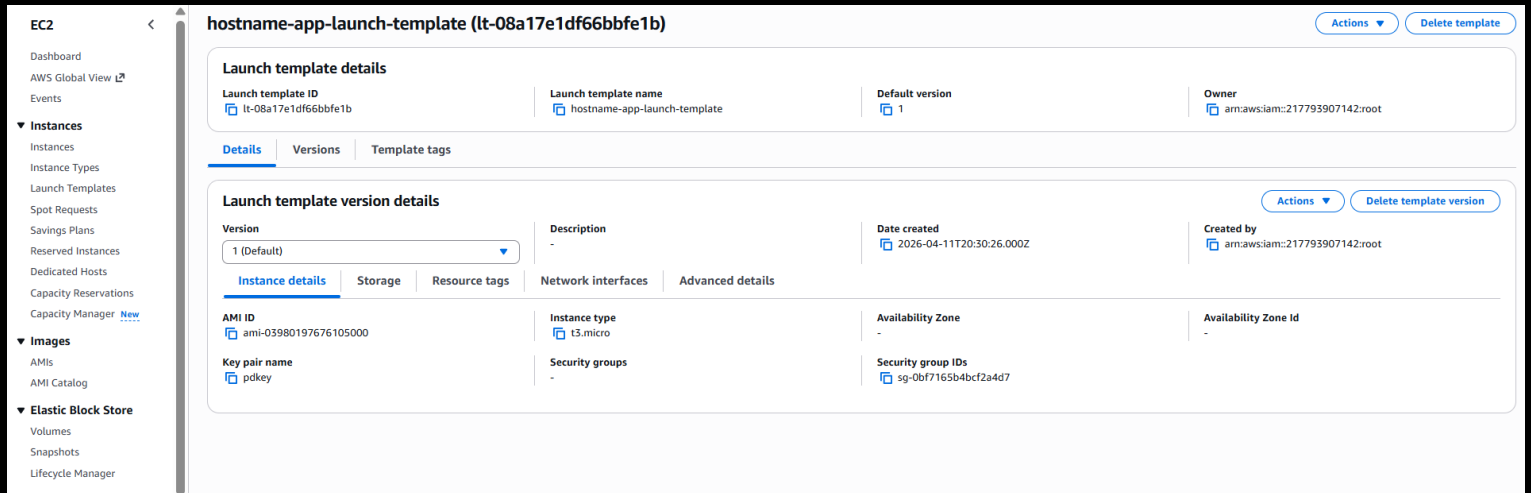 EC2
Dashboard
AWS Global View
Events
Instances
Instances
Instance Types
Launch Templates
Spot Requests
Savings Plans
Reserved Instances
Dedicated Hosts
Capacity Reservations
Capacity Manager New
Images
AMIs
AMI Catalog
Elastic Block Store
Volumes
Snapshots
Lifecycle Manager
hostname-app-launch-template (lt-08a17e1df66bbfe1b)
Actions
Delete template
Launch template details
Launch template ID
lt-08a17e1df66bbfe1b
Launch template name
hostname-app-launch-template
Default version
1
Owner
arn:aws:iam::217793907142:root
Details
Versions
Template tags
Launch template version details
Actions
Delete template version
Version
1 (Default)
Description
-
Date created
2026-04-11T20:30:26.000Z
Created by
arn:aws:iam::217793907142:root
Instance details
Storage
Resource tags
Network interfaces
Advanced details
AMI ID
ami-03980197676105000
Instance type
t3.micro
Availability Zone
-
Availability Zone Id
-
Key pair name
pdkey
Security groups
-
Security group IDs
sg-0bf7165b4bcf2a4d7